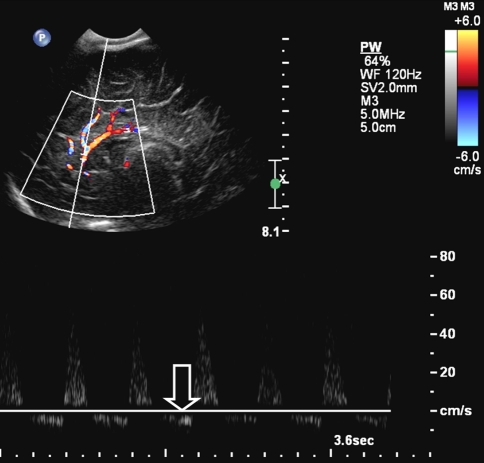 M3 M3
+6.0
P
PW
64%
WF 120Hz
SV2.0mm
M3
5.0MHz
5.0cm
-6.0
cm/s
x
8.1
80
60
40
20
cm/s
3.6sec